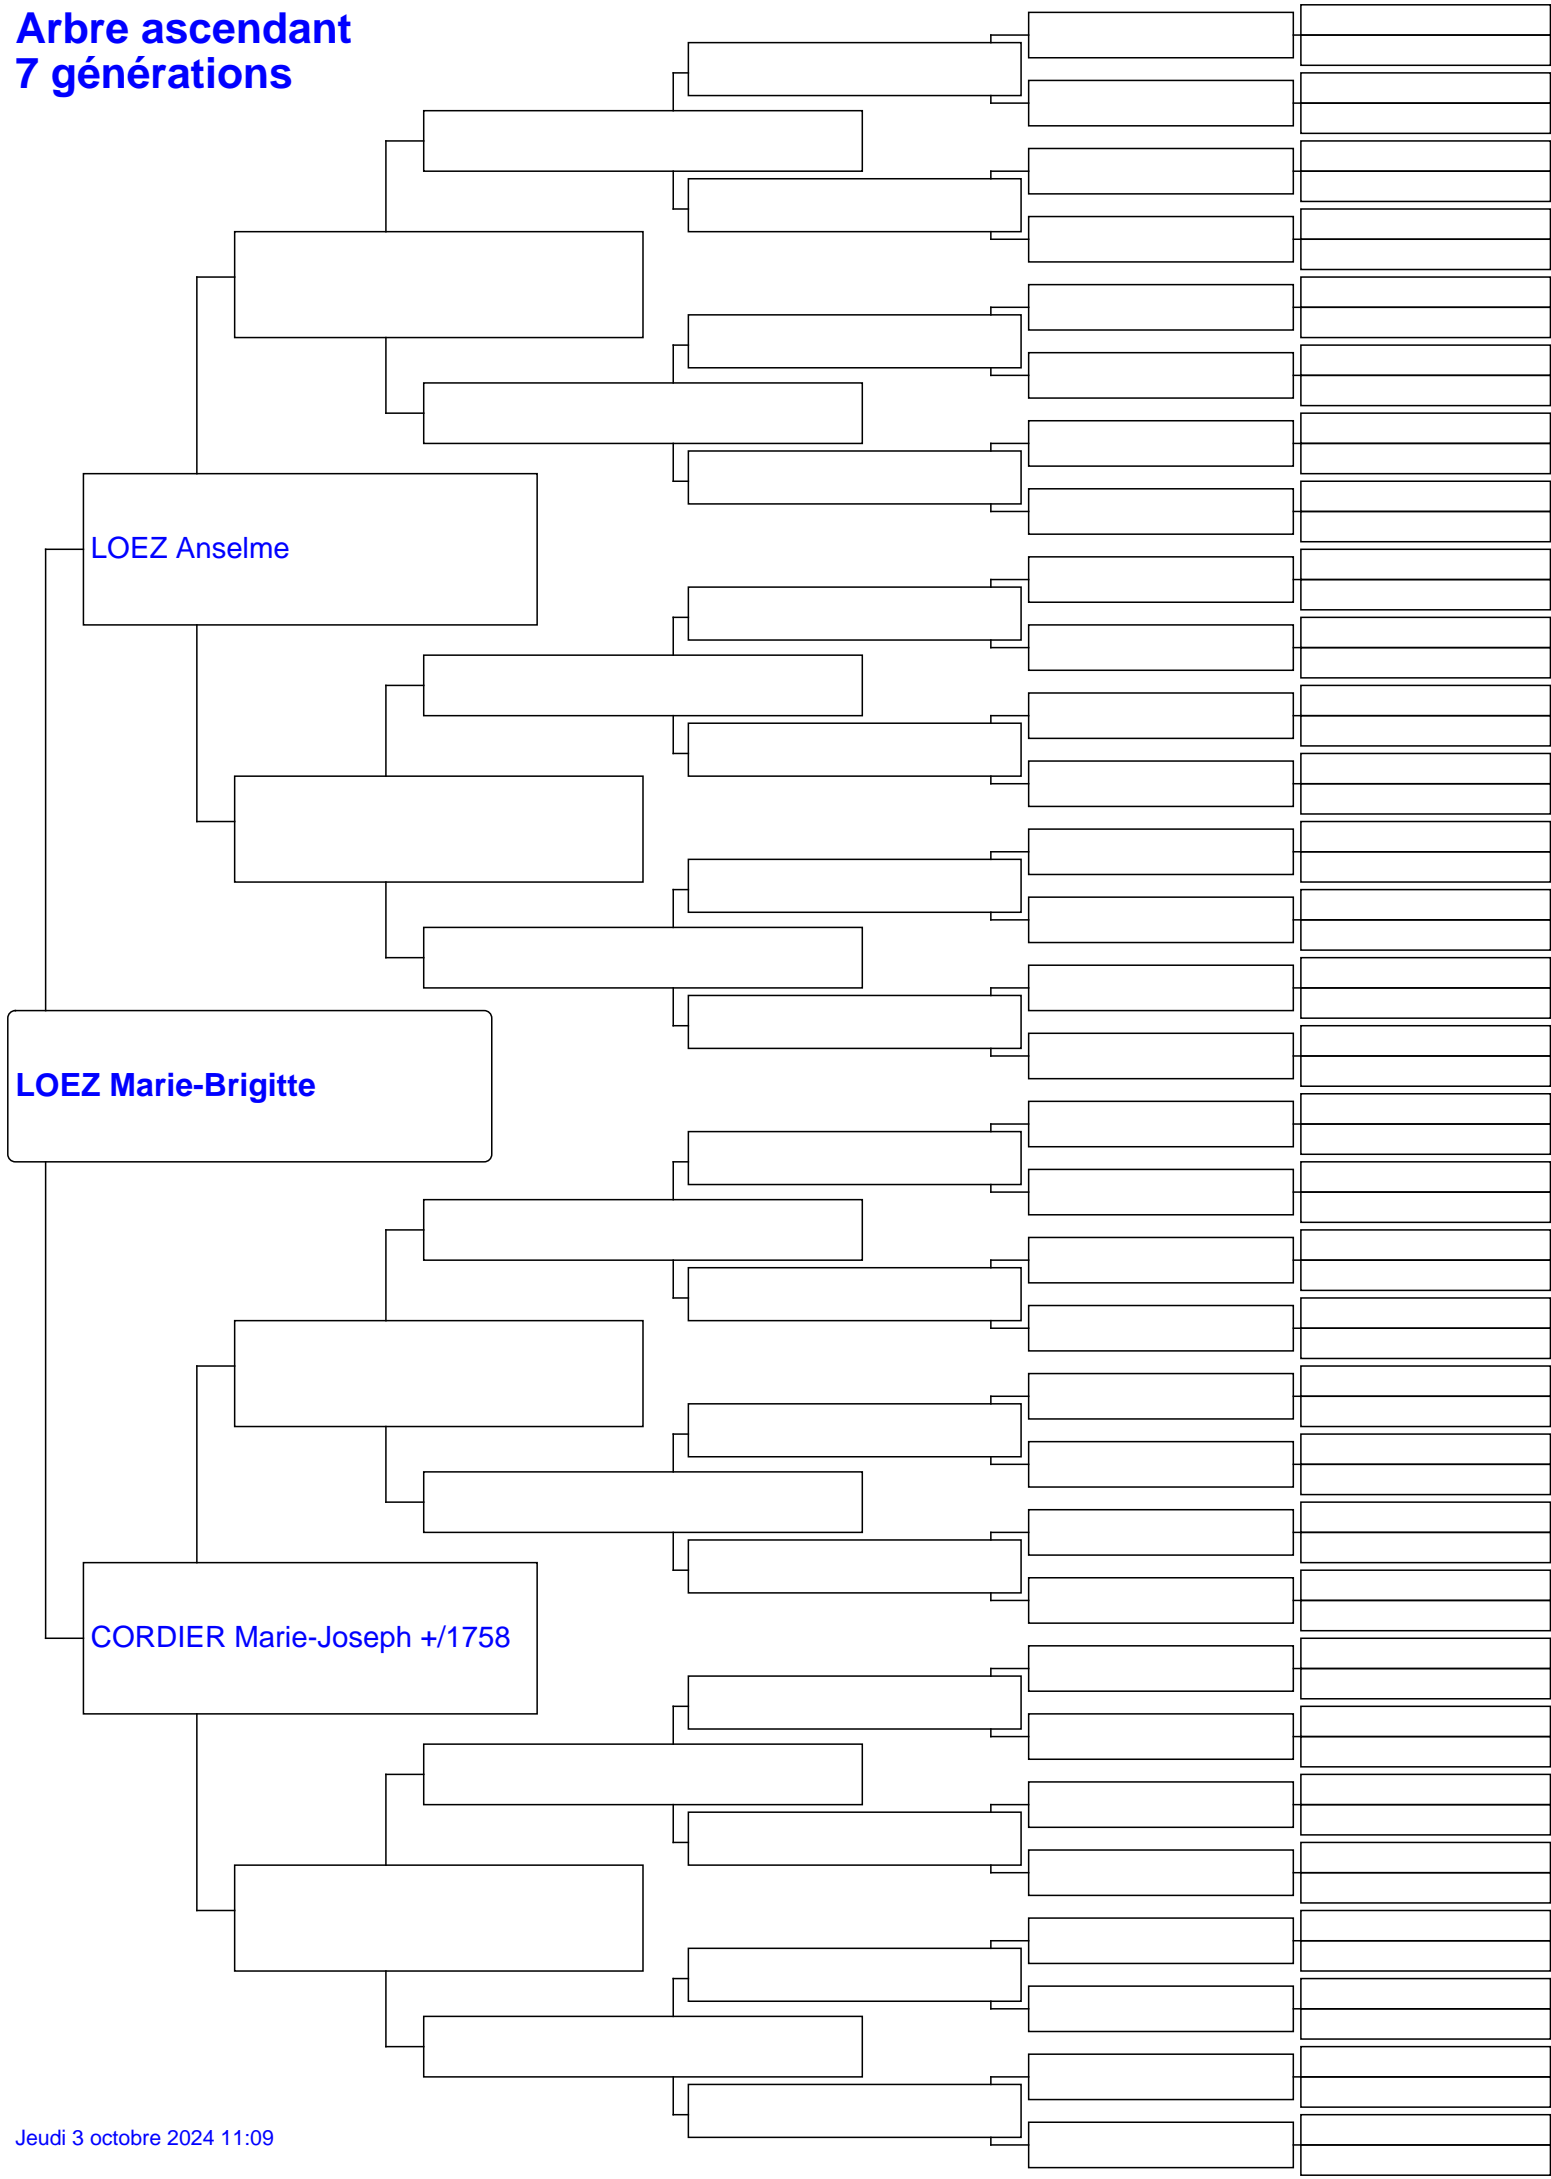 Arbre ascendant
7 générations
LOEZ Anselme
LOEZ Marie-Brigitte
CORDIER Marie-Joseph +/1758
Jeudi 3 octobre 2024 11:09